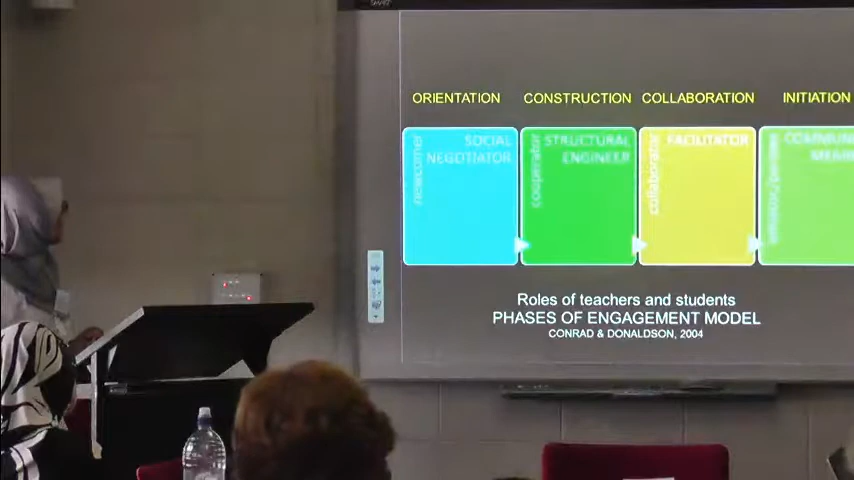 ORIENTATION
CONSTRUCTION
COLLABORATION
INITIATION
newcomer
SOCIAL
NEGOTIATOR
cooperator
STRUCTURAL
ENGINEER
collaborator
FACILITATOR
Roles of teachers and students
PHASES OF ENGAGEMENT MODEL
CONRAD & DONALDSON, 2004